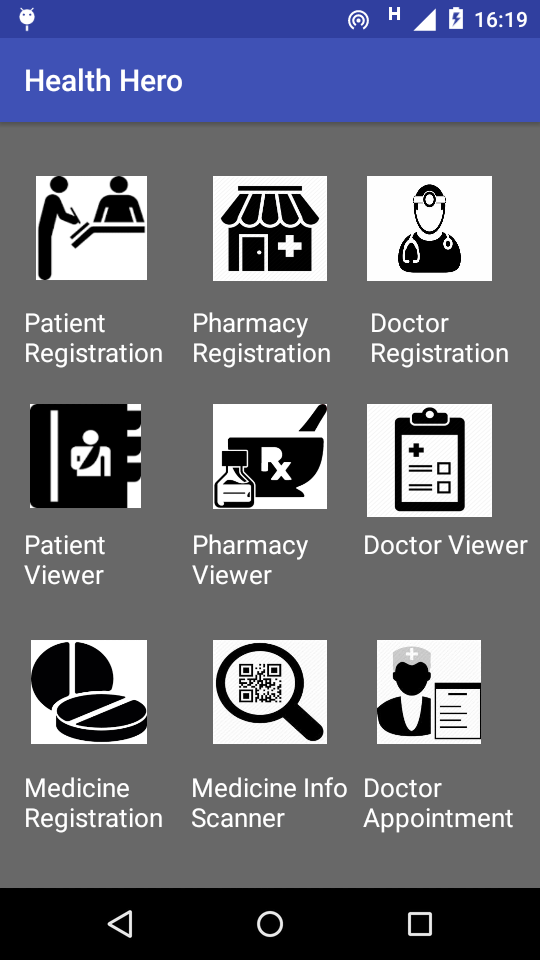 H 16:19
Health Hero
Patient Registration
Pharmacy Registration
Doctor Registration
Rx
Patient Viewer
Pharmacy Viewer
Doctor Viewer
Medicine Registration
Medicine Info Scanner
Doctor Appointment